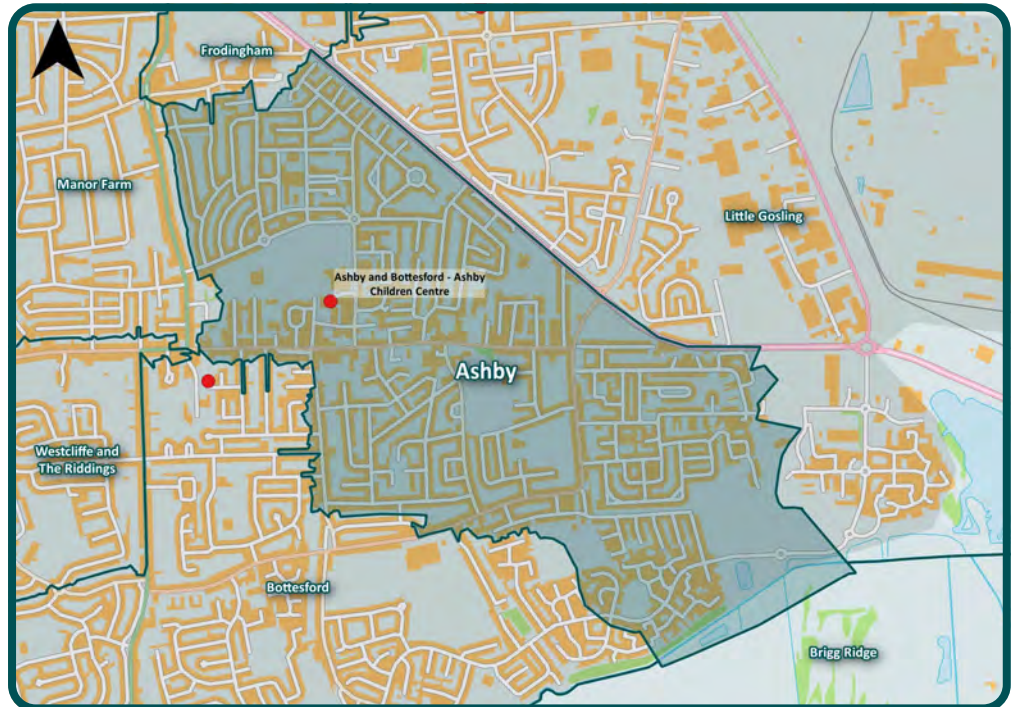 Frodingham
Manor Farm
Little Gosling
Ashby and Bottesford - Ashby
Children Centre
Ashby
Westcliffe and
The Riddings
Bottesford
Brigg Ridge